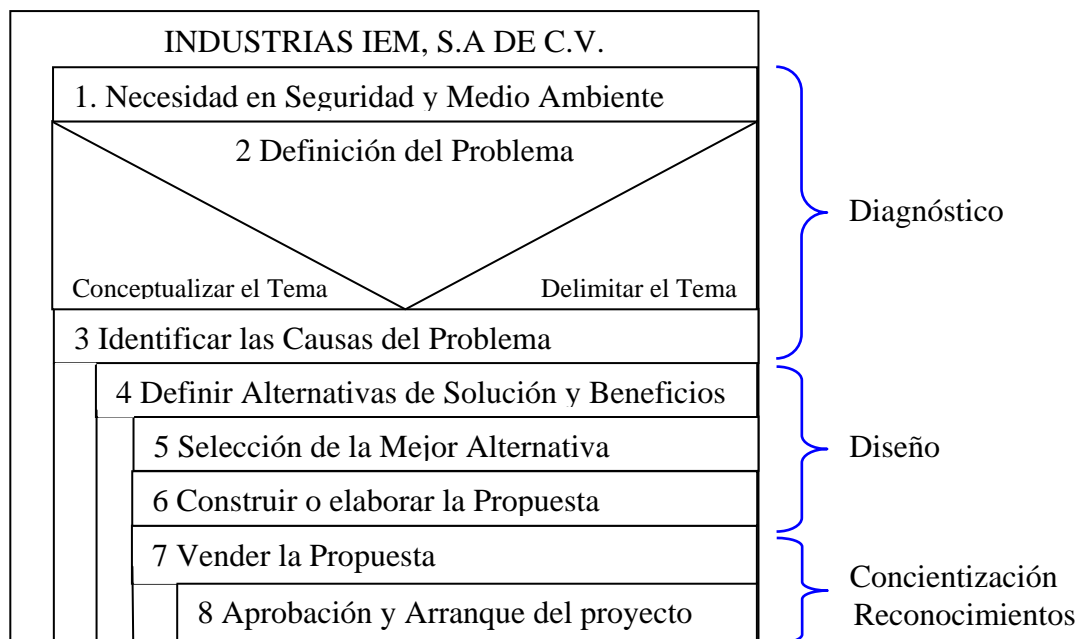 INDUSTRIAS IEM, S.A DE C.V.
1. Necesidad en Seguridad y Medio Ambiente
2 Definición del Problema
Diagnóstico
Conceptualizar el Tema
Delimitar el Tema
3 Identificar las Causas del Problema
4 Definir Alternativas de Solución y Beneficios
5 Selección de la Mejor Alternativa
Diseño
6 Construir o elaborar la Propuesta
7 Vender la Propuesta
Concientización
Reconocimientos
8 Aprobación y Arranque del proyecto